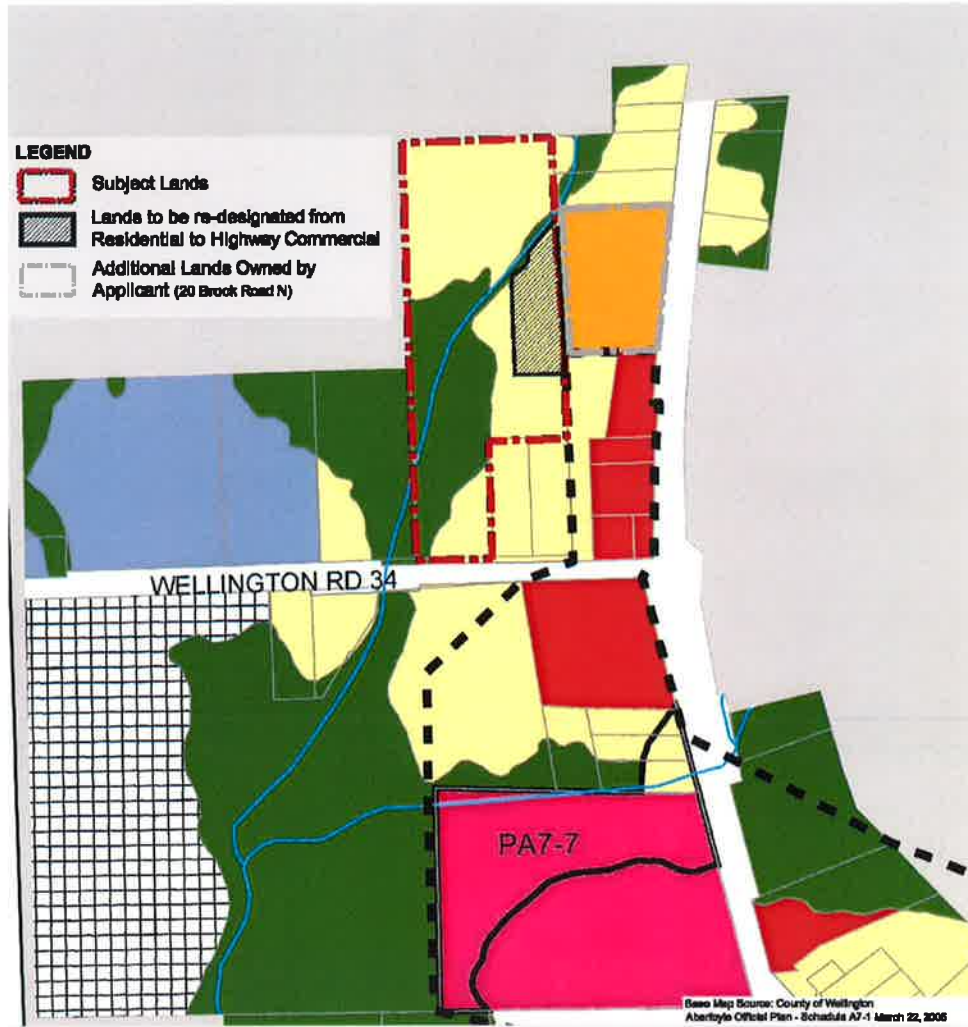 LEGEND
Subject Lands
Lands to be re-designated from
Residential to Highway Commercial
Additional Lands Owned by
Applicant (20 Brock Road N)
WELLINGTON RD 34
PA7-7
Base Map Source: County of Wellington
Aberfoyle Official Plan - Schedule A7-1 March 22, 2005